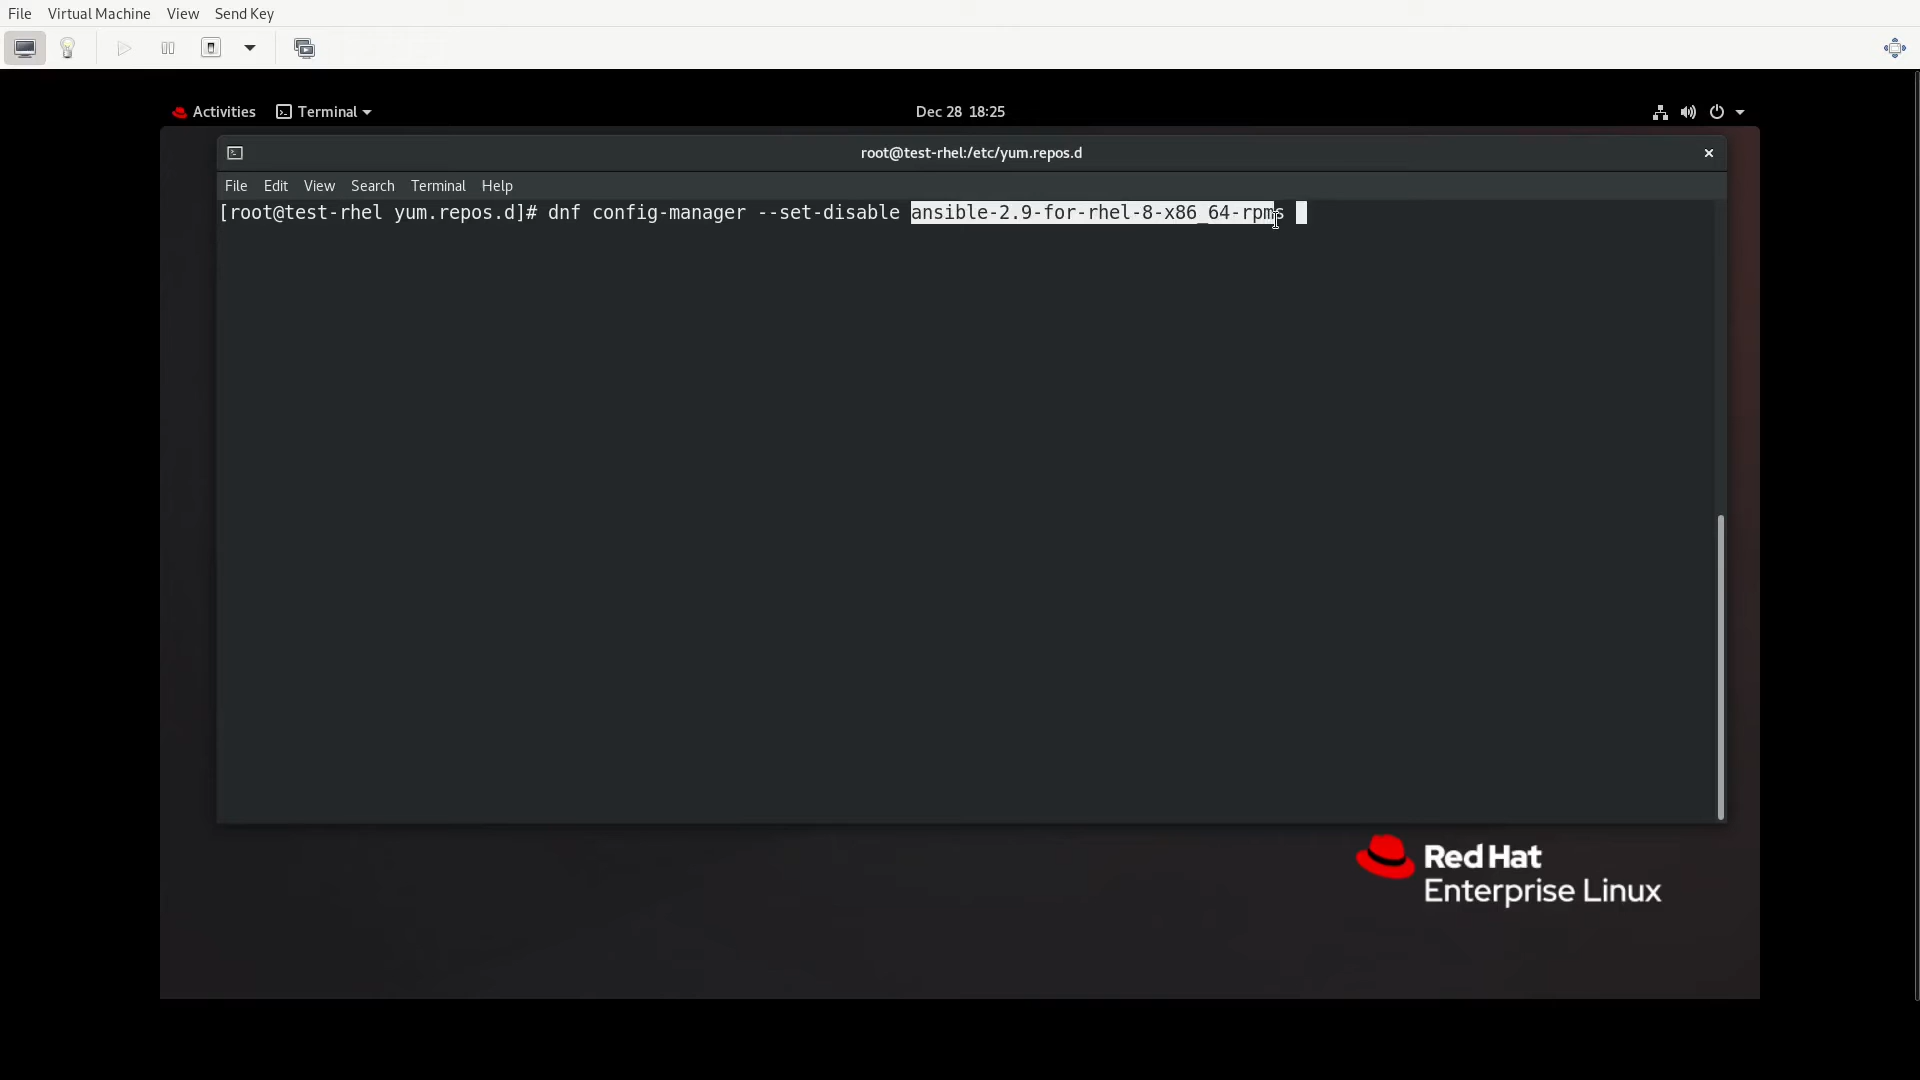 File Virtual Machine View Send Key
Activities Terminal Dec 28 18:25
root@test-rhel:/etc/yum.repos.d
File Edit View Search Terminal Help
[root@test-rhel yum.repos.d]# dnf config-manager --set-disable ansible-2.9-for-rhel-8-x86_64-rpms
Red Hat
Enterprise Linux